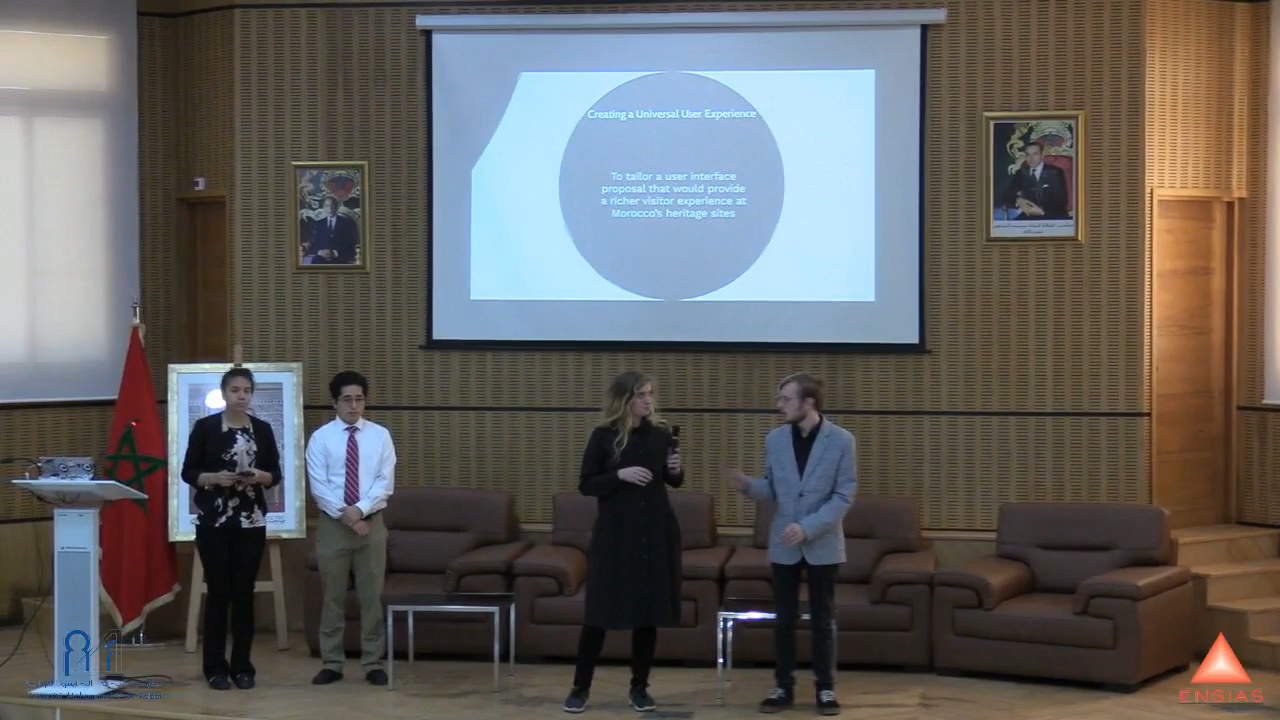 Creating a Universal User Experience
To tailor a user interface
proposal that would provide
a richer visitor experience at
Morocco's heritage sites
ENSIAS